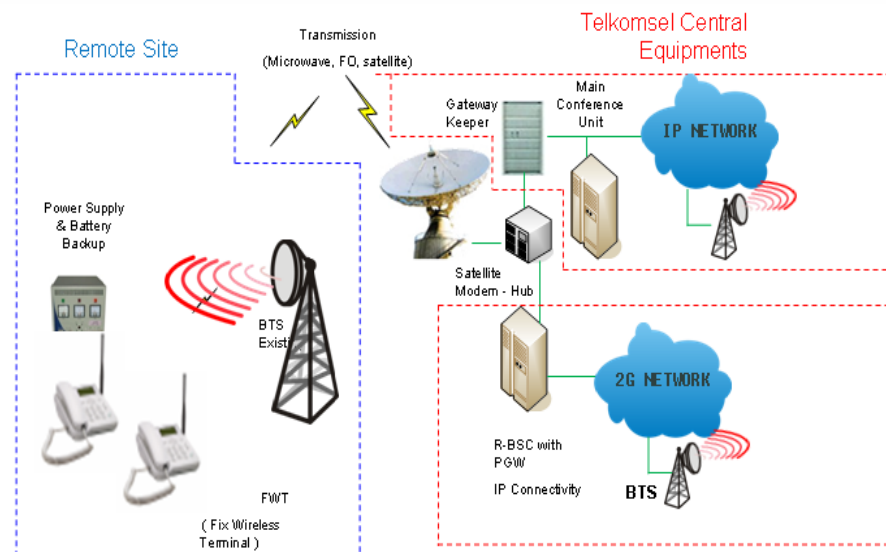 Remote Site
Transmission
(Microwave, FO, satellite)
Telkomsel Central
Equipments
Gateway
Keeper
Main
Conference
Unit
IP NETWORK
Power Supply
& Battery
Backup
BTS
Satellite
Modem - Hub
2G NETWORK
R-BSC with
PGW
IP Connectivity
BTS
FWT
( Fix Wireless
Terminal )